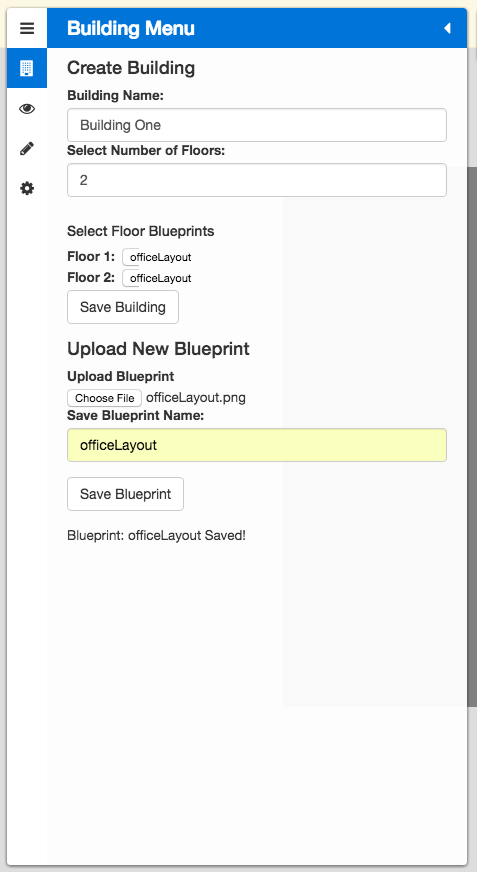 Building Menu
Create Building
Building Name:
Building One
Select Number of Floors:
2
Select Floor Blueprints
Floor 1: officeLayout
Floor 2: officeLayout
Save Building
Upload New Blueprint
Upload Blueprint
Choose File officeLayout.png
Save Blueprint Name:
officeLayout
Save Blueprint
Blueprint: officeLayout Saved!